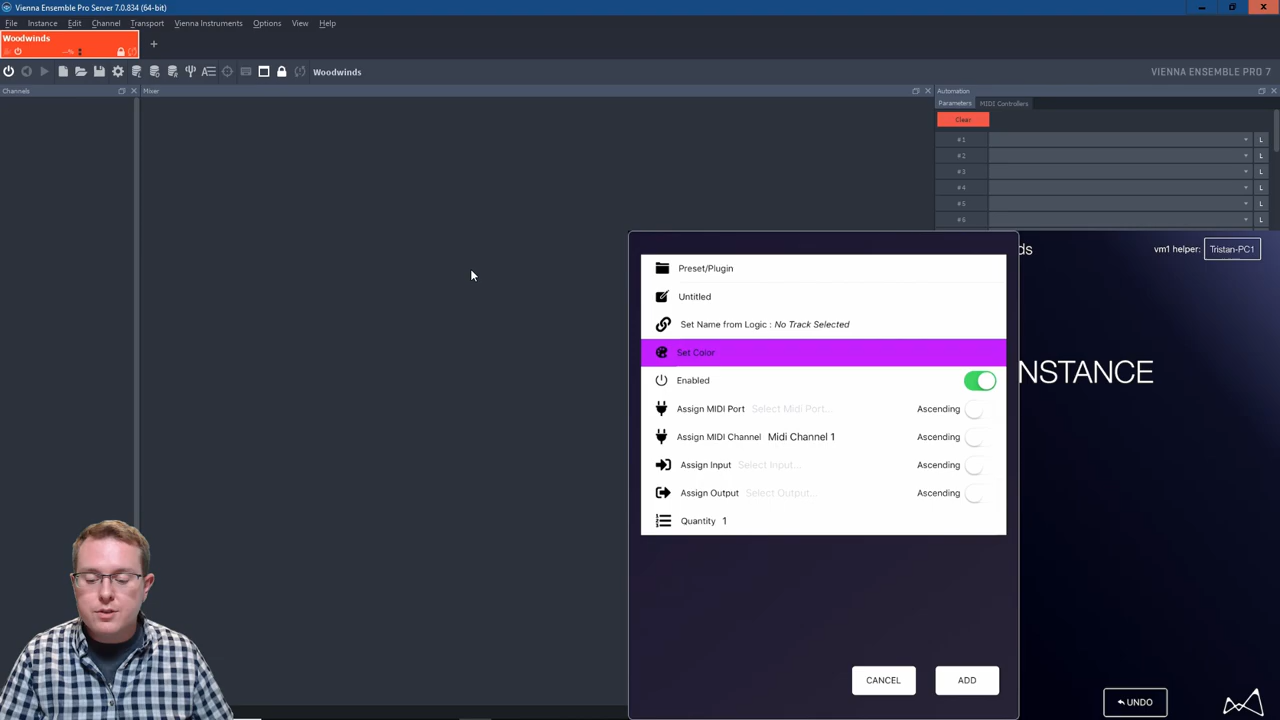 Vienna Ensemble Pro Server 7.0.834 (64-bit)
File Instance Edit Channel Transport Vienna Instruments Options View Help
Woodwinds
Woodwinds
VIENNA ENSEMBLE PRO 7
Channels
Mixer
Automation
Parameters MIDI Controllers
Clear
#1 L
#2 L
#3 L
#4 L
#5 L
#6 L
ds
vm1 helper: Tristan-PC1
Preset/Plugin
Untitled
Set Name from Logic : No Track Selected
Set Color
NSTANCE
Enabled
Assign MIDI Port Select Midi Port... Ascending
Assign MIDI Channel Midi Channel 1 Ascending
Assign Input Select Input... Ascending
Assign Output Select Output... Ascending
Quantity 1
CANCEL ADD
UNDO